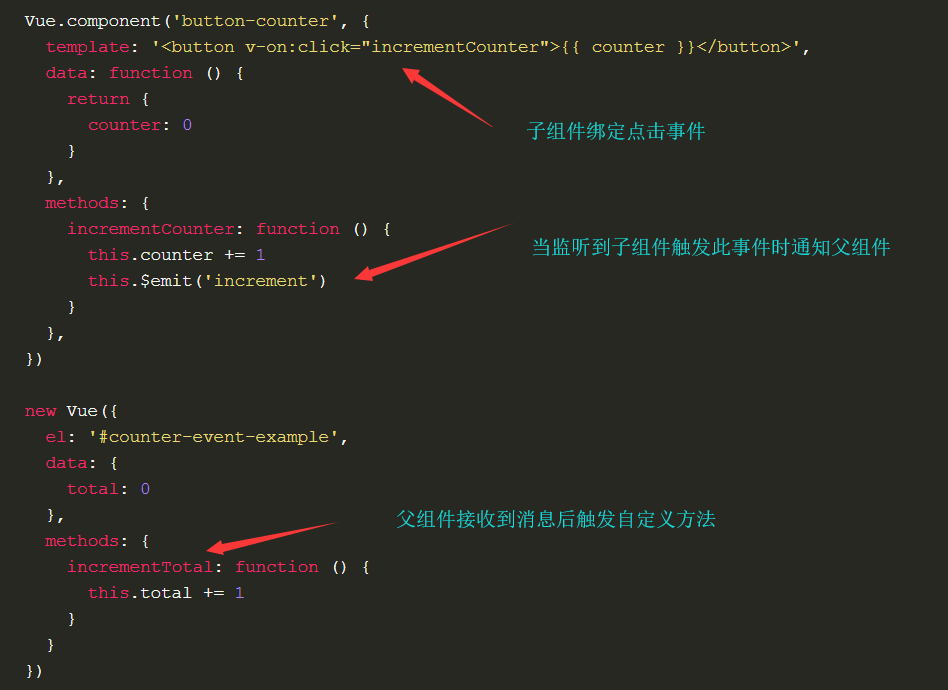 Vue.component('button-counter', {
  template: '<button v-on:click="incrementCounter">{{ counter }}</button>',
  data: function () {
    return {
      counter: 0
    }
  },
  methods: {
    incrementCounter: function () {
      this.counter += 1
      this.$emit('increment')
    }
  },
})
子组件绑定点击事件
当监听到子组件触发此事件时通知父组件
new Vue({
  el: '#counter-event-example',
  data: {
    total: 0
  },
  methods: {
    incrementTotal: function () {
      this.total += 1
    }
  }
})
父组件接收到消息后触发自定义方法